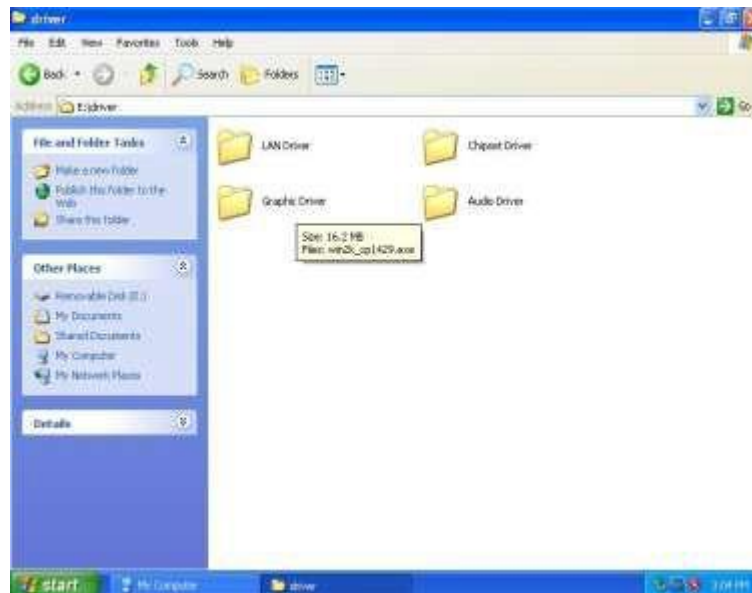 driver
File Edit View Favorites Tools Help
Back Search Folders
Address E:\driver Go
File and Folder Tasks
Make a new folder
Publish this folder to the
Web
Share this folder
Other Places
Removable Disk (E:)
My Documents
Shared Documents
My Computer
My Network Places
Details
LAN Driver
Chipset Driver
Graphic Driver
Audio Driver
Size: 16.2 MB
Files: win2k_xp1429.exe
start My Computer driver